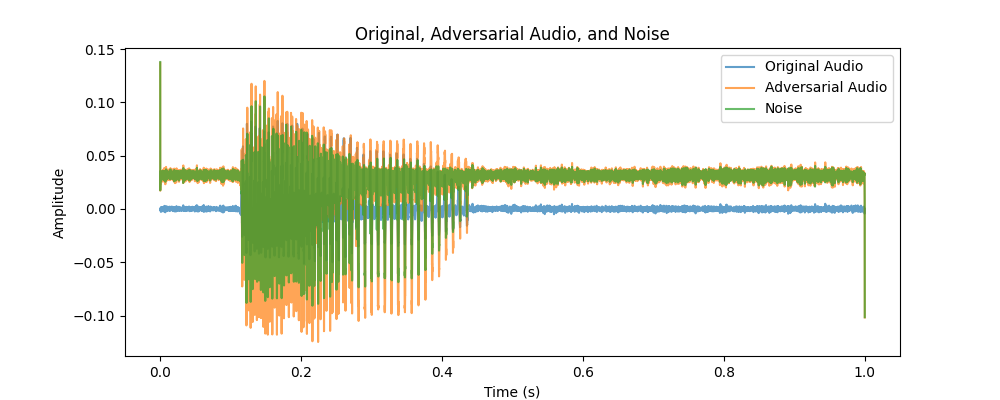 Original, Adversarial Audio, and Noise
Original Audio
Adversarial Audio
Noise
Amplitude
0.15
0.10
0.05
0.00
−0.05
−0.10
0.0
0.2
0.4
0.6
0.8
1.0
Time (s)